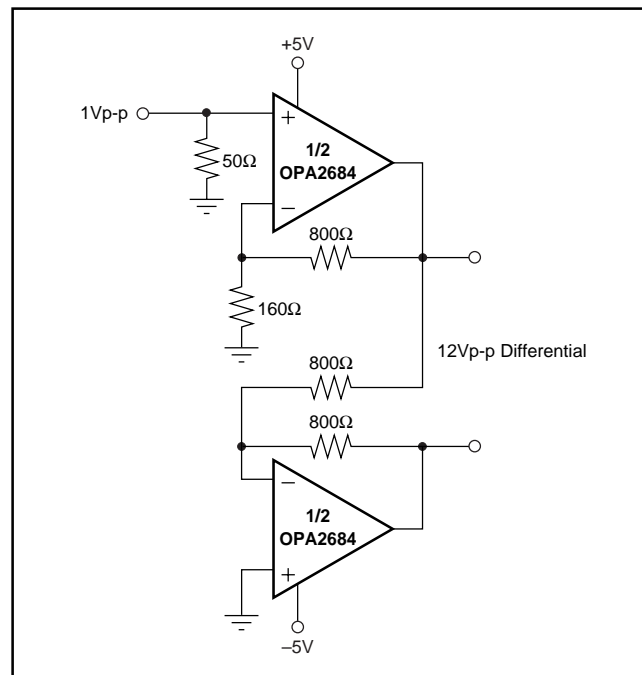 +5V
1Vp-p
+
1/2
OPA2684
50Ω
−
800Ω
160Ω
12Vp-p Differential
800Ω
800Ω
−
1/2
OPA2684
+
−5V